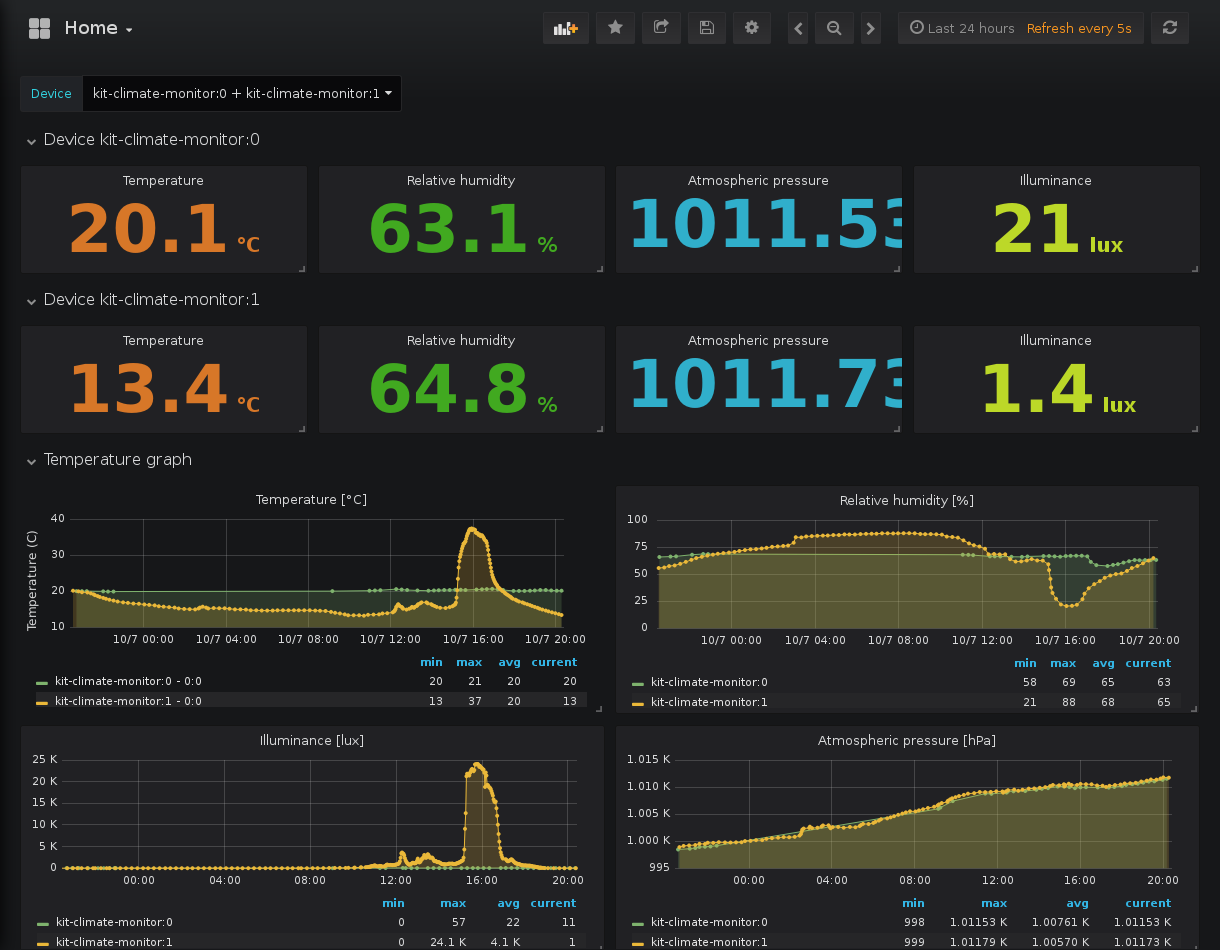 Home
Last 24 hours Refresh every 5s
Device kit-climate-monitor:0 + kit-climate-monitor:1
Device kit-climate-monitor:0
Temperature Relative humidity Atmospheric pressure Illuminance
20.1 °C 63.1 % 1011.53 21 lux
Device kit-climate-monitor:1
Temperature Relative humidity Atmospheric pressure Illuminance
13.4 °C 64.8 % 1011.73 1.4 lux
Temperature graph
Temperature [°C]
Temperature (C)
40
30
20
10
10/7 00:00 10/7 04:00 10/7 08:00 10/7 12:00 10/7 16:00 10/7 20:00
min max avg current
kit-climate-monitor:0 - 0:0 20 21 20 20
kit-climate-monitor:1 - 0:0 13 37 20 13
Relative humidity [%]
100
75
50
25
0
10/7 00:00 10/7 04:00 10/7 08:00 10/7 12:00 10/7 16:00 10/7 20:00
min max avg current
kit-climate-monitor:0 58 69 65 63
kit-climate-monitor:1 21 88 68 65
Illuminance [lux]
25 K
20 K
15 K
10 K
5 K
0
00:00 04:00 08:00 12:00 16:00 20:00
min max avg current
kit-climate-monitor:0 0 57 22 11
kit-climate-monitor:1 0 24.1 K 4.1 K 1
Atmospheric pressure [hPa]
1.015 K
1.010 K
1.005 K
1.000 K
995
00:00 04:00 08:00 12:00 16:00 20:00
min max avg current
kit-climate-monitor:0 998 1.01153 K 1.00761 K 1.01153 K
kit-climate-monitor:1 999 1.01179 K 1.00570 K 1.01173 K